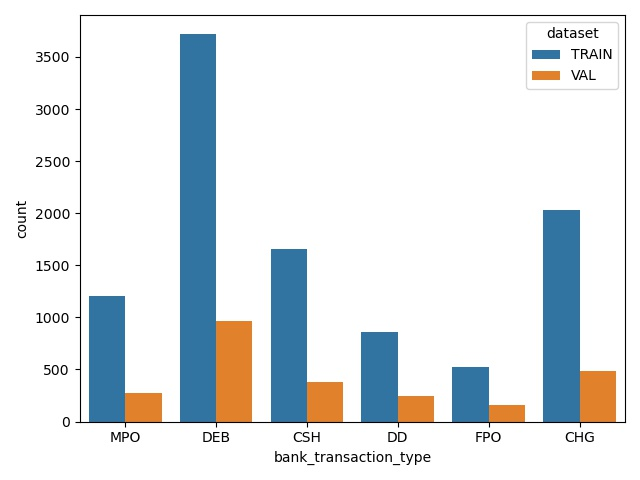 dataset
TRAIN
VAL
3500
3000
2500
2000
1500
1000
500
0
count
MPO DEB CSH DD FPO CHG
bank_transaction_type